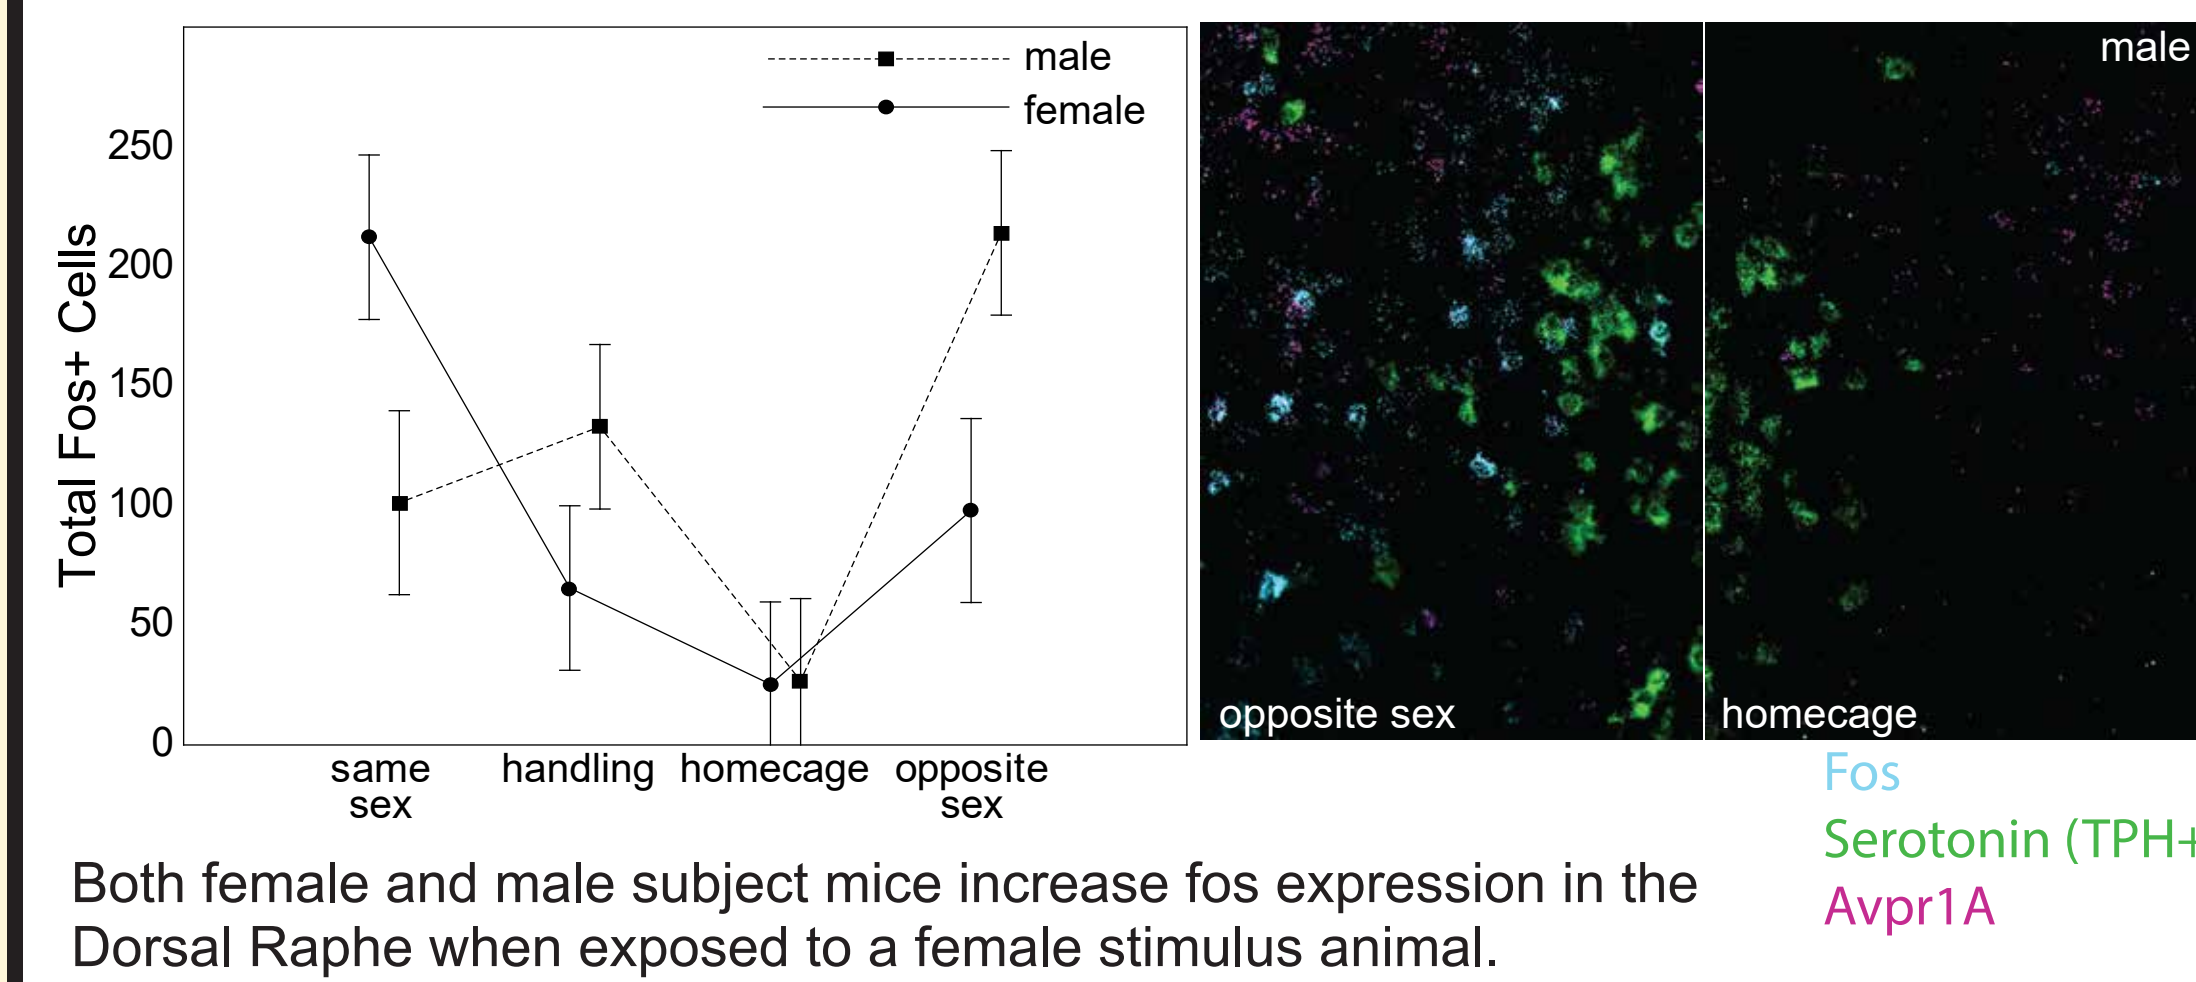 male
female
Total Fos+ Cells
250
200
150
100
50
0
same sex
handling
homecage
opposite sex
male
opposite sex
homecage
Fos
Serotonin (TPH+
Avpr1A
Both female and male subject mice increase fos expression in the
Dorsal Raphe when exposed to a female stimulus animal.